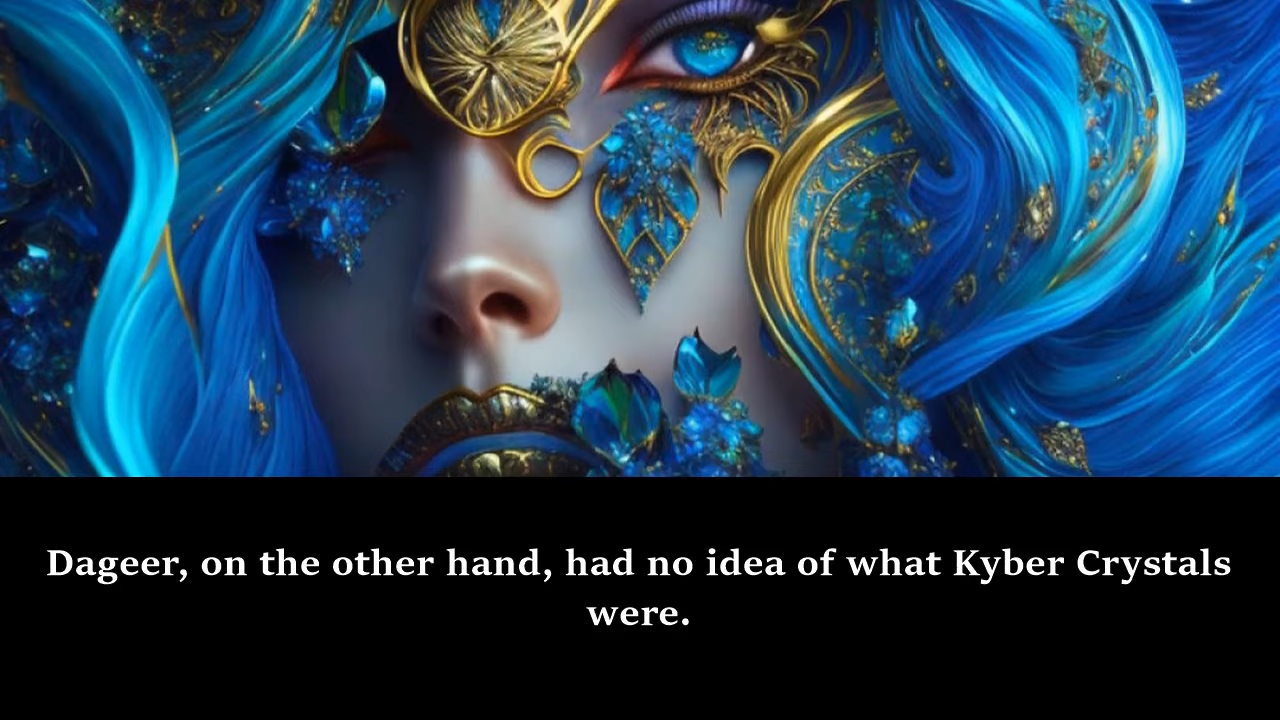 Dageer, on the other hand, had no idea of what Kyber Crystals
were.